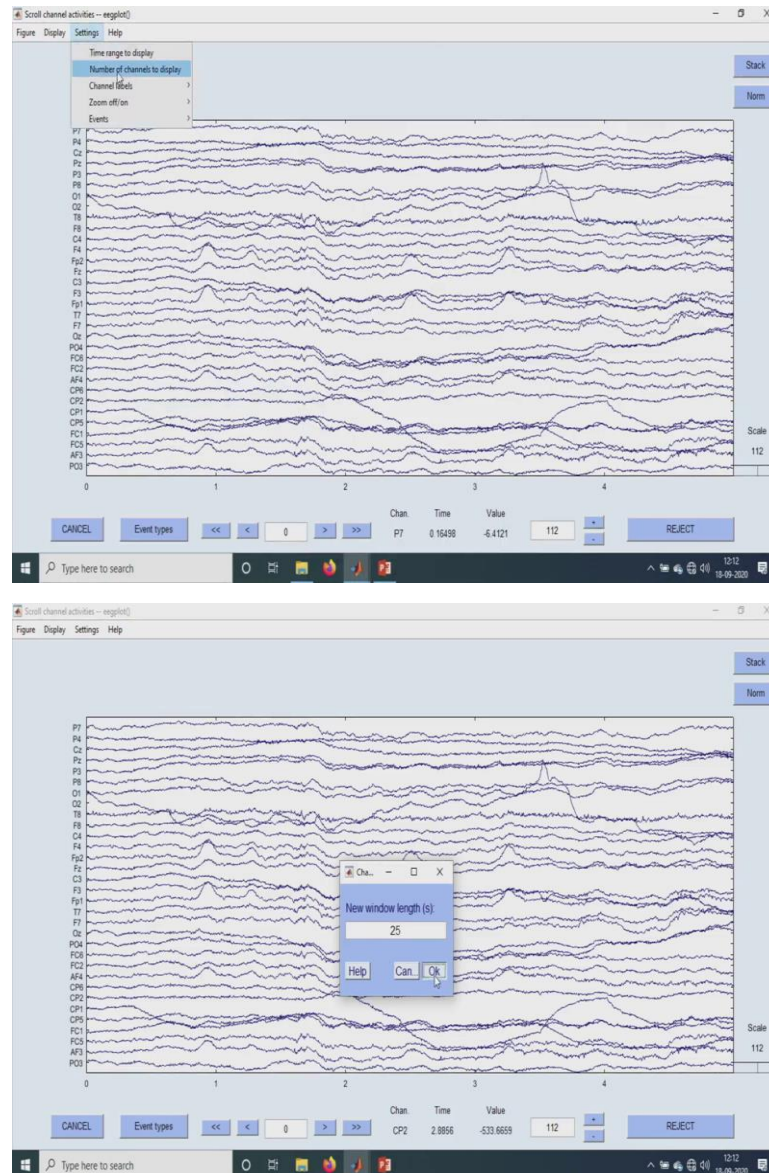 Scroll channel activities -- eegplot()
Figure Display Settings Help
Time range to display
Number of channels to display
Channel labels
Zoom off/on
Events
Stack
Norm
P7
P4
Cz
Pz
P3
P8
O1
O2
T8
F8
C4
F4
Fp2
Fz
C3
F3
Fp1
T7
F7
Oz
PO4
FC6
FC2
AF4
CP6
CP2
CP1
CP5
FC1
FC5
AF3
PO3
Scale
112
0 1 2 3 4
Chan. Time Value
CANCEL Event types << < 0 > >> P7 0.16498 -6.4121 112 + - REJECT
Type here to search
12:12
18-09-2020
Scroll channel activities -- eegplot()
Figure Display Settings Help
Stack
Norm
P7
P4
Cz
Pz
P3
P8
O1
O2
T8
F8
C4
F4
Fp2
Fz
C3
F3
Fp1
T7
F7
Oz
PO4
FC6
FC2
AF4
CP6
CP2
CP1
CP5
FC1
FC5
AF3
PO3
Cha...
New window length (s):
25
Help Can... Ok
Scale
112
0 1 2 3 4
Chan. Time Value
CANCEL Event types << < 0 > >> CP2 2.8856 -533.6659 112 + - REJECT
Type here to search
12:12
18-09-2020